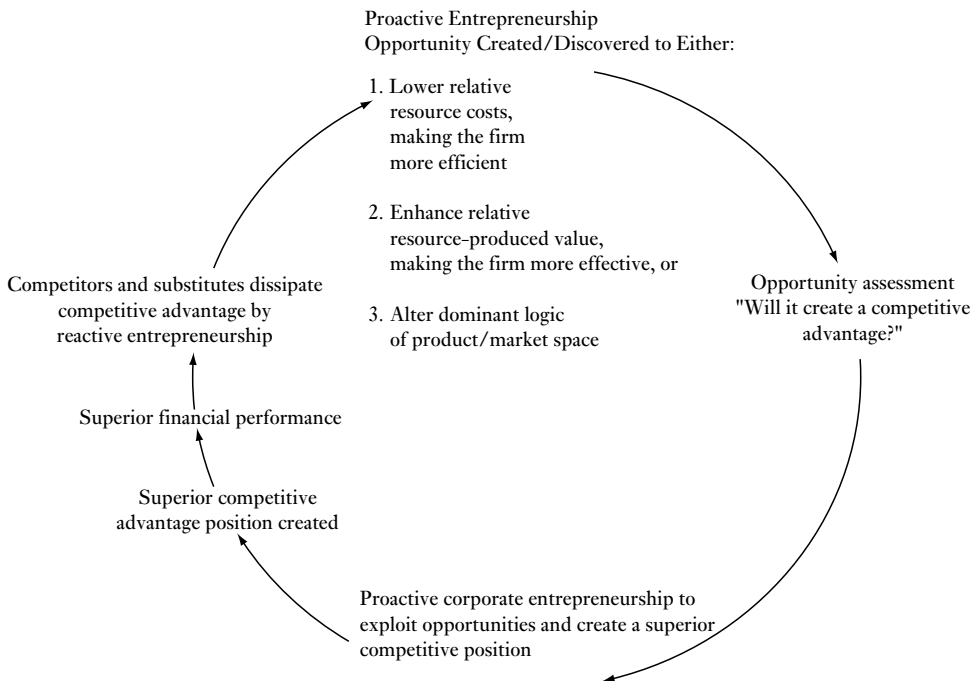 Proactive Entrepreneurship
Opportunity Created/Discovered to Either:
1. Lower relative
resource costs,
making the firm
more efficient
2. Enhance relative
resource-produced value,
making the firm more effective, or
3. Alter dominant logic
of product/market space
Opportunity assessment
"Will it create a competitive
advantage?"
Proactive corporate entrepreneurship to
exploit opportunities and create a superior
competitive position
Superior competitive
advantage position created
Superior financial performance
Competitors and substitutes dissipate
competitive advantage by
reactive entrepreneurship